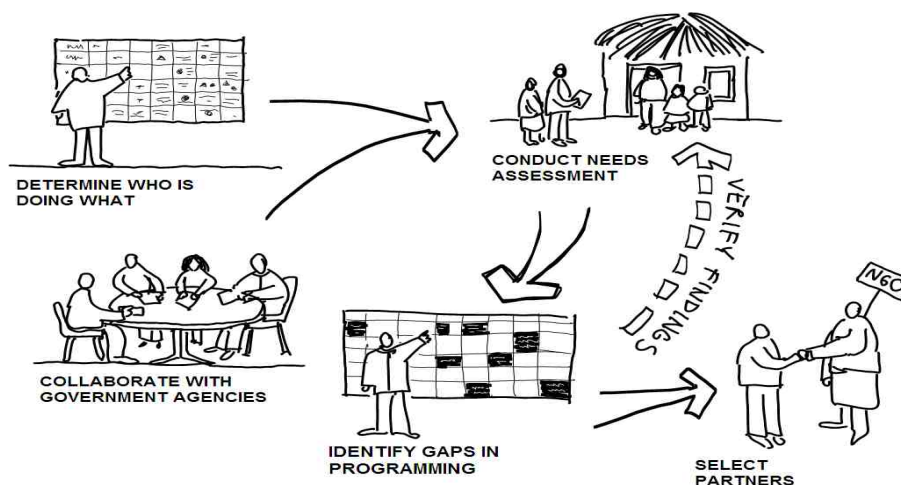 DETERMINE WHO IS
DOING WHAT
CONDUCT NEEDS
ASSESSMENT
COLLABORATE WITH
GOVERNMENT AGENCIES
VERIFY FINDINGS
NGO
IDENTIFY GAPS IN
PROGRAMMING
SELECT
PARTNERS